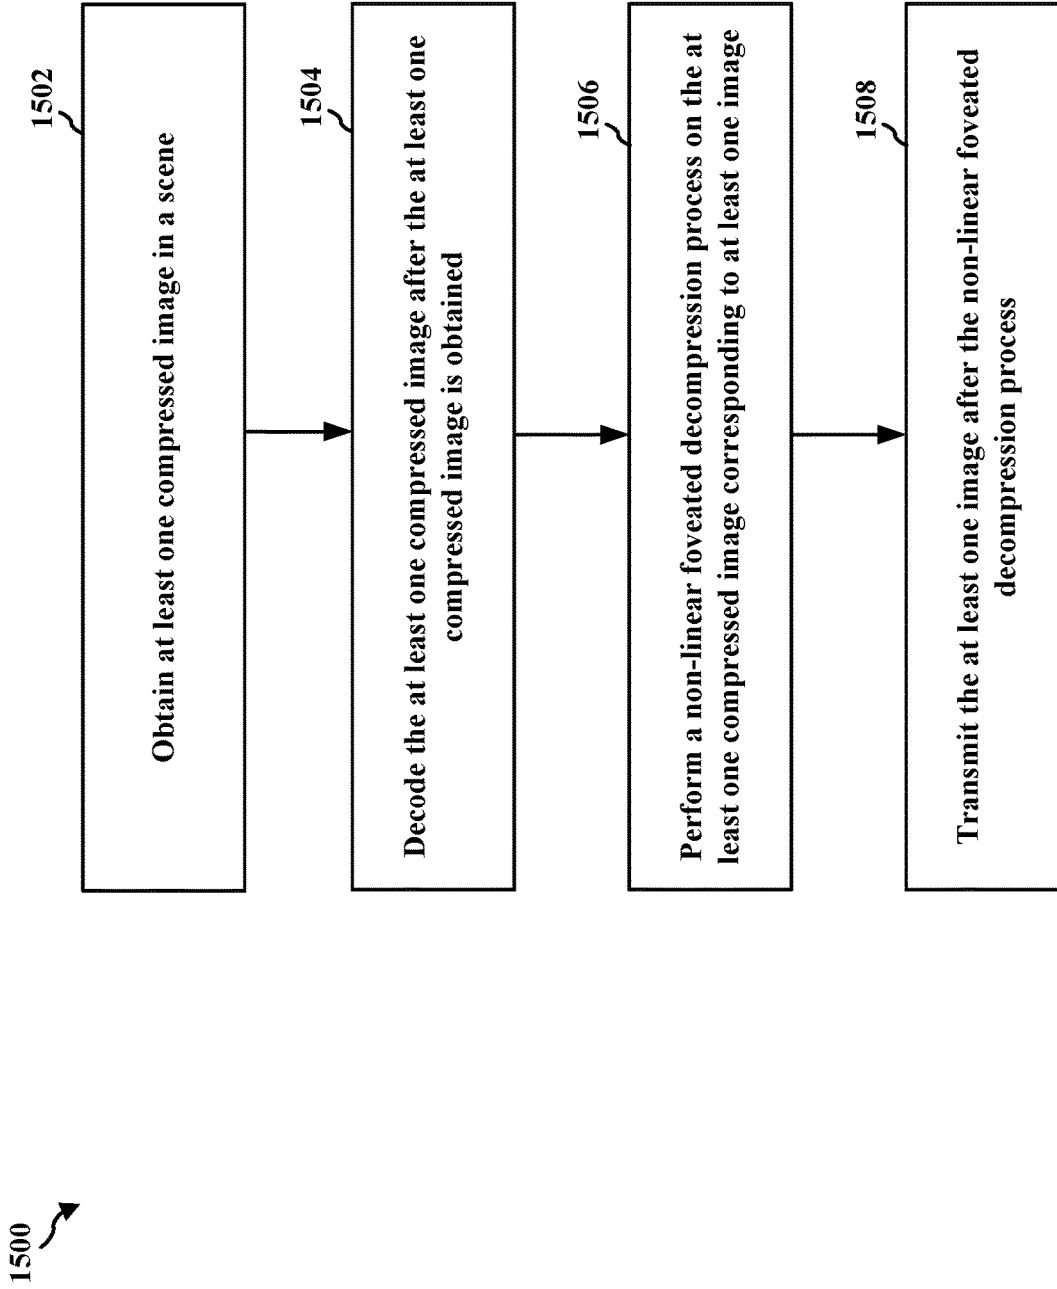 1500
1502
Obtain at least one compressed image in a scene
1504
Decode the at least one compressed image after the at least one
compressed image is obtained
1506
Perform a non-linear foveated decompression process on the at
least one compressed image corresponding to at least one image
1508
Transmit the at least one image after the non-linear foveated
decompression process